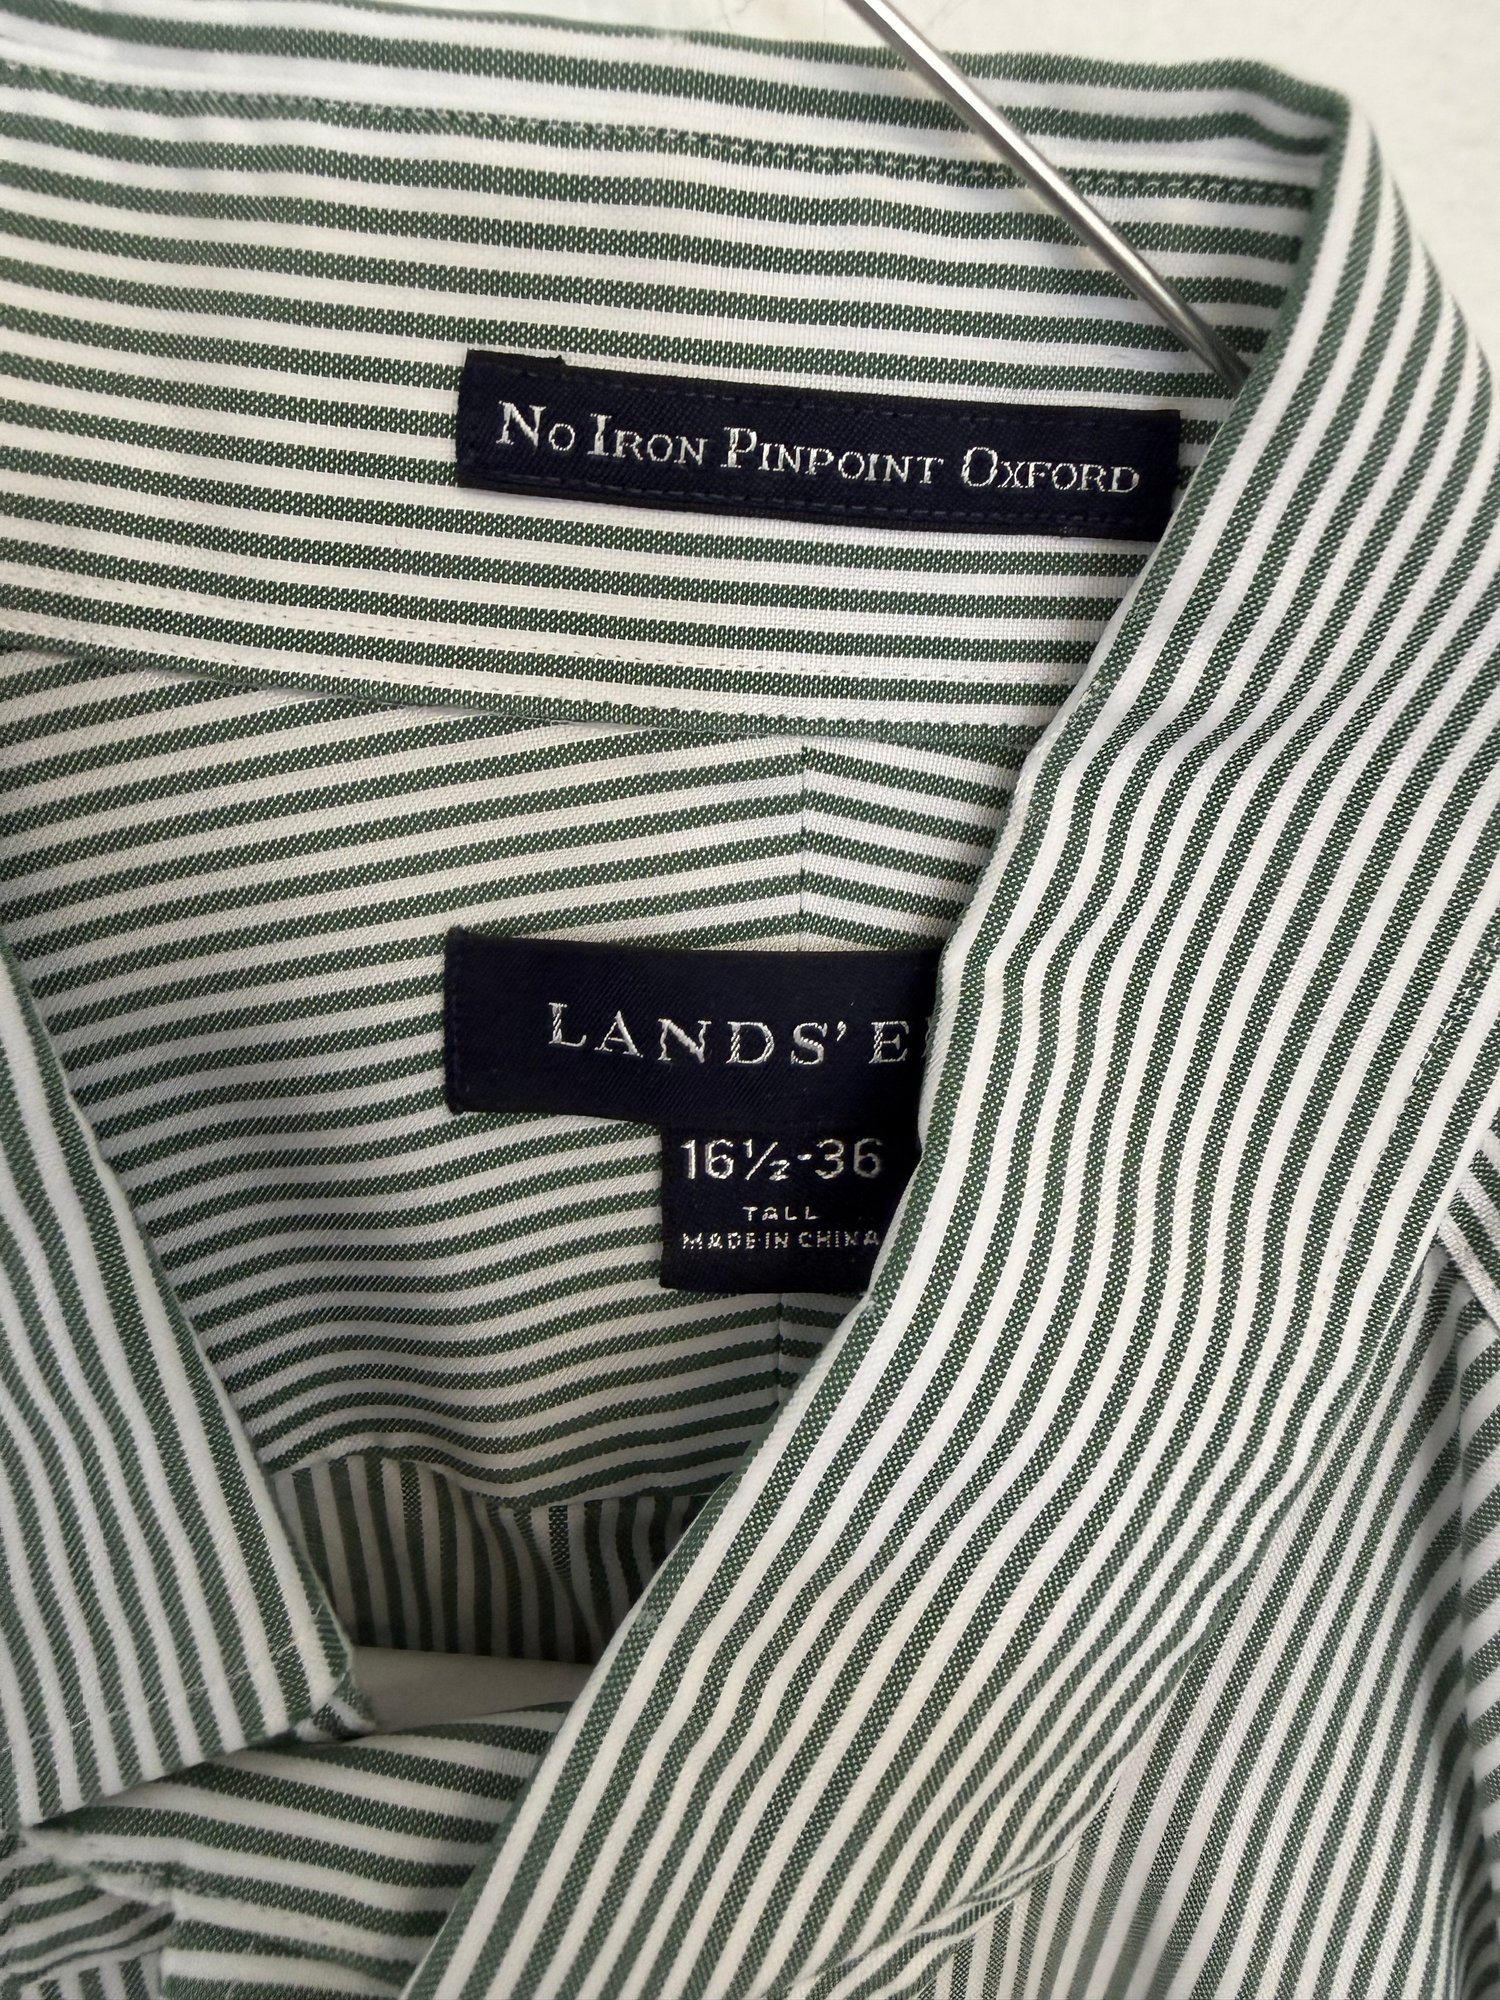 NO IRON PINPOINT OXFORD
LANDS' E
16½-36
TALL
MADE IN CHINA